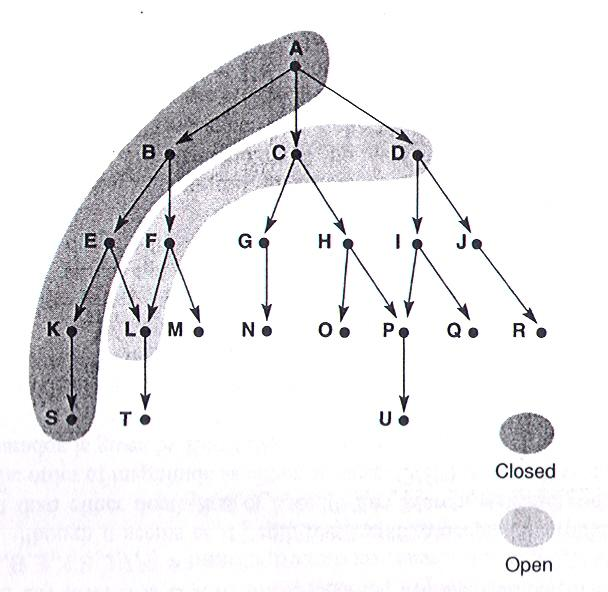 A
B C D
E F G H I J
K L M N O P Q R
S T U
Closed
Open